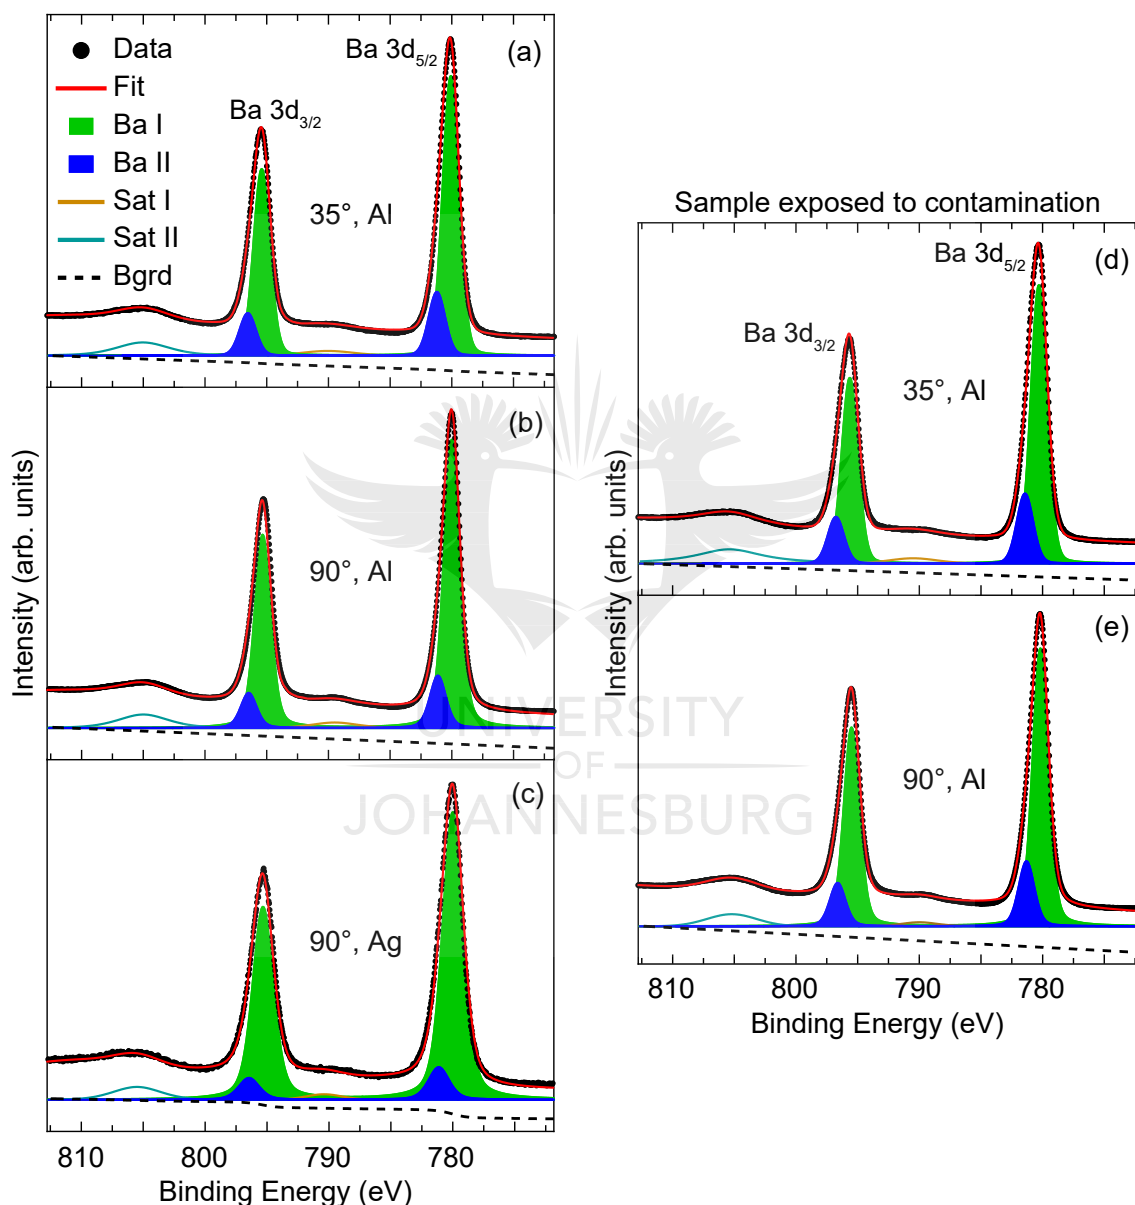 Data
Fit
Ba I
Ba II
Sat I
Sat II
Bgrd
Ba 3d3/2
Ba 3d5/2
(a)
35°, Al
(b)
90°, Al
(c)
90°, Ag
Intensity (arb. units)
810 800 790 780
Binding Energy (eV)
Sample exposed to contamination
Ba 3d5/2
(d)
Ba 3d3/2
35°, Al
(e)
90°, Al
Intensity (arb. units)
810 800 790 780
Binding Energy (eV)
UNIVERSITY
OF
JOHANNESBURG